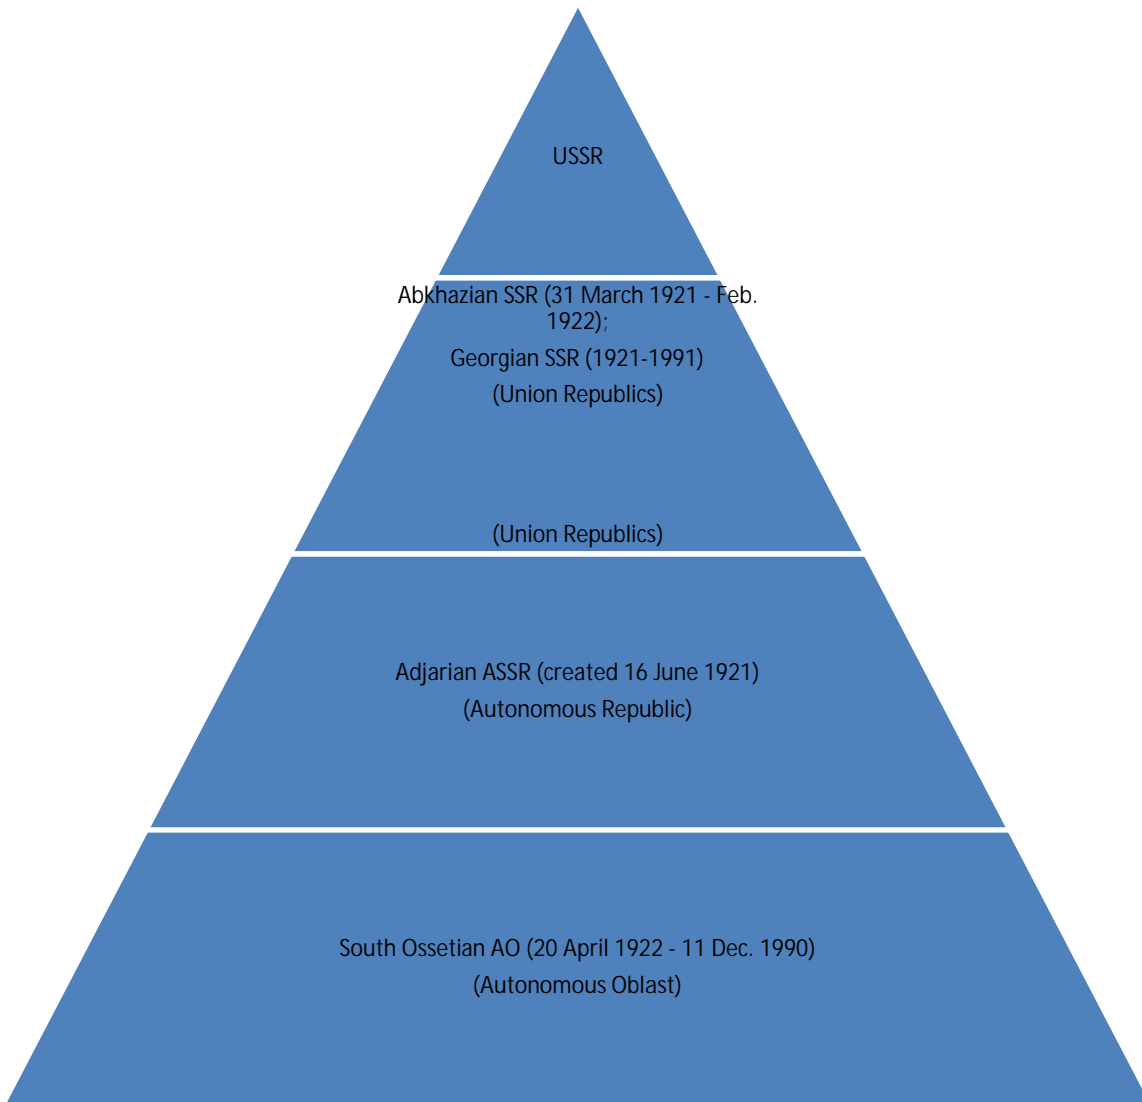 USSR
Abkhazian SSR (31 March 1921 - Feb.
1922);
Georgian SSR (1921-1991)
(Union Republics)
(Union Republics)
Adjarian ASSR (created 16 June 1921)
(Autonomous Republic)
South Ossetian AO (20 April 1922 - 11 Dec. 1990)
(Autonomous Oblast)